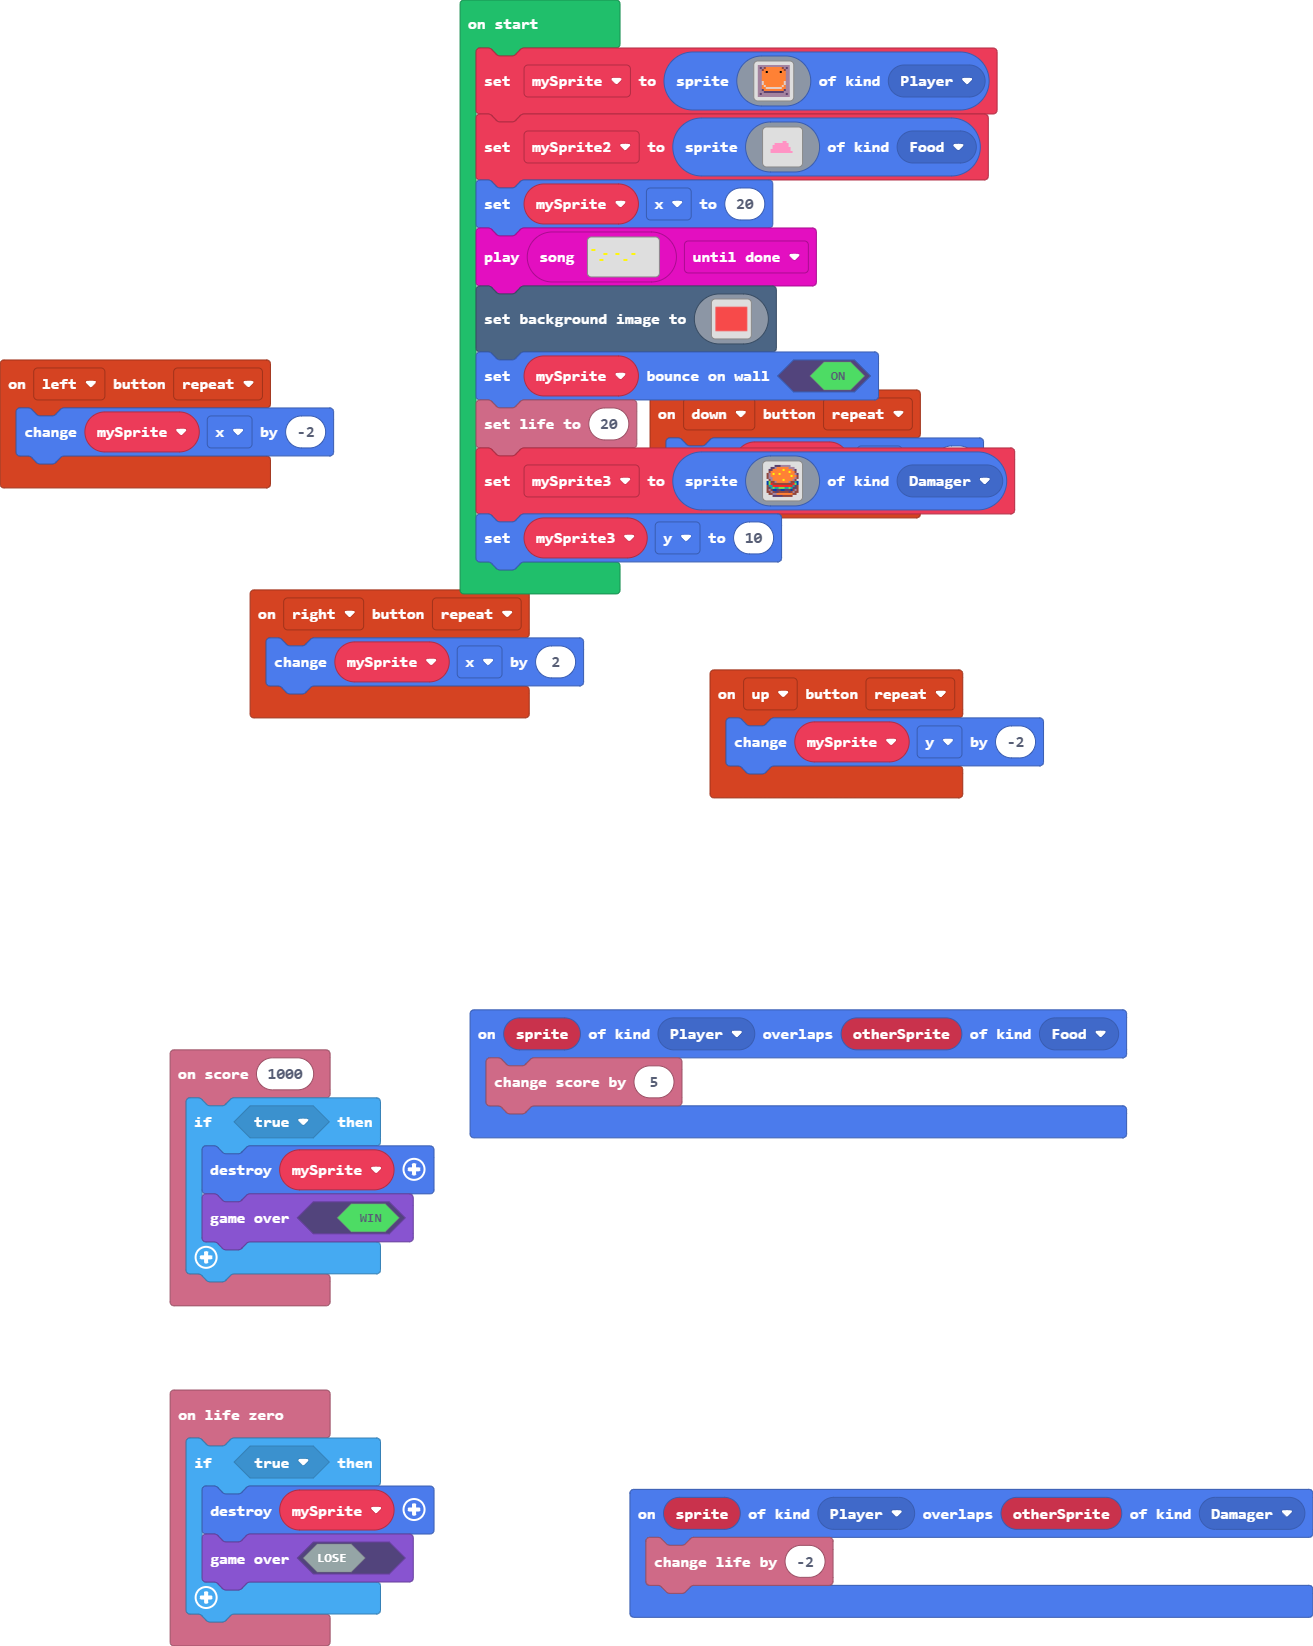 on start
set mySprite to sprite of kind Player
set mySprite2 to sprite of kind Food
set mySprite x to 20
play song until done
set background image to
set mySprite bounce on wall ON
set life to 20
set mySprite3 to sprite of kind Damager
set mySprite3 y to 10
on left button repeat
change mySprite x by -2
on down button repeat
on right button repeat
change mySprite x by 2
on up button repeat
change mySprite y by -2
on sprite of kind Player overlaps otherSprite of kind Food
change score by 5
on score 1000
if true then
destroy mySprite
game over WIN
on life zero
if true then
destroy mySprite
game over LOSE
on sprite of kind Player overlaps otherSprite of kind Damager
change life by -2